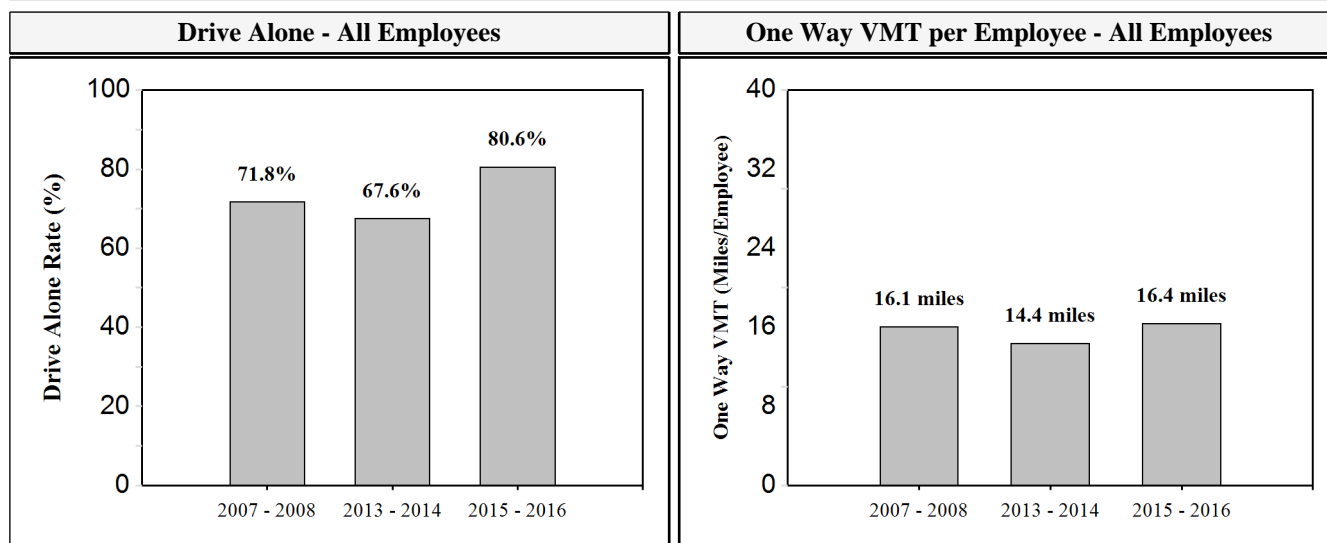 Drive Alone - All Employees
100
80
60
40
20
0
Drive Alone Rate (%)
71.8%
67.6%
80.6%
2007 - 2008
2013 - 2014
2015 - 2016
One Way VMT per Employee - All Employees
40
32
24
16
8
0
One Way VMT (Miles/Employee)
16.1 miles
14.4 miles
16.4 miles
2007 - 2008
2013 - 2014
2015 - 2016